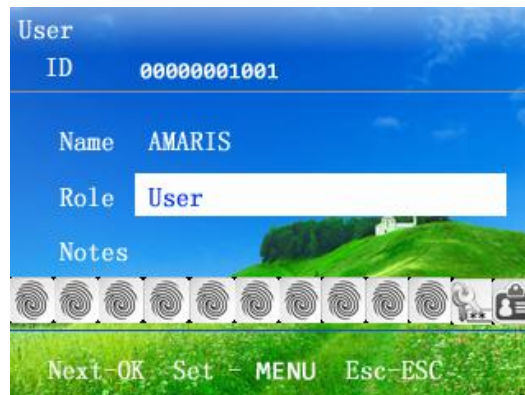 User
ID 00000001001
Name AMARIS
Role User
Notes
Next-OK Set - MENU Esc-ESC